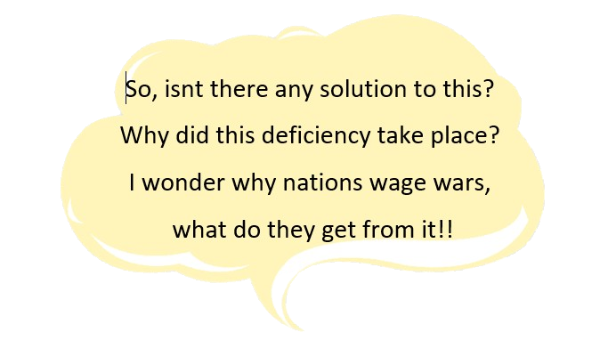 So, isnt there any solution to this?
Why did this deficiency take place?
I wonder why nations wage wars,
what do they get from it!!